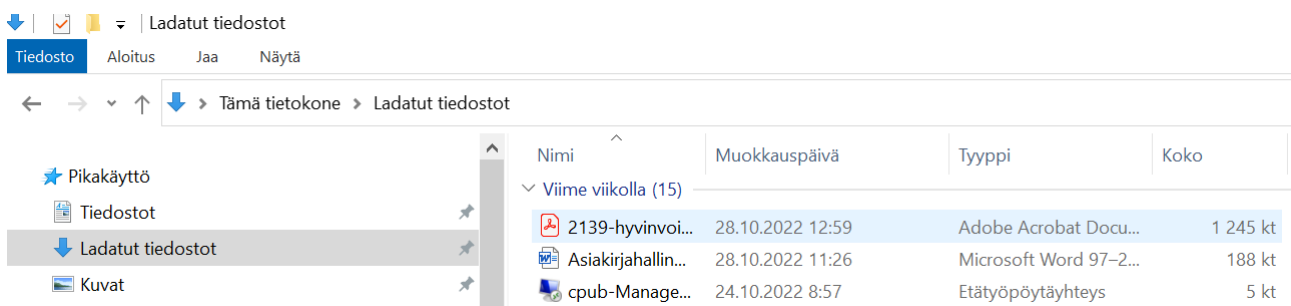 Ladatut tiedostot
Tiedosto Aloitus Jaa Näytä
Tämä tietokone > Ladatut tiedostot
Nimi Muokkauspäivä Tyyppi Koko
Pikakäyttö
Viime viikolla (15)
Tiedostot
2139-hyvinvoi... 28.10.2022 12:59 Adobe Acrobat Docu... 1 245 kt
Ladatut tiedostot
Asiakirjahallin... 28.10.2022 11:26 Microsoft Word 97–2... 188 kt
Kuvat
cpub-Manage... 24.10.2022 8:57 Etätyöpöytäyhteys 5 kt